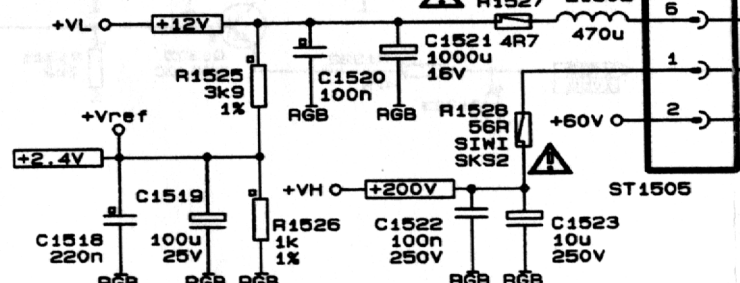 R1527
+VL
+12V
4R7
470u
6
R1525
3k9
1%
C1520
100n
C1521
1000u
16V
RGB
RGB
1
+Vref
R1528
56R
SIWI
SKS2
+60V
2
+2.4V
C1519
+VH
+200V
ST1505
C1518
220n
100u
25V
R1526
1k
1%
C1522
100n
250V
C1523
10u
250V
RGB
RGB
RGB
RGB
RGB